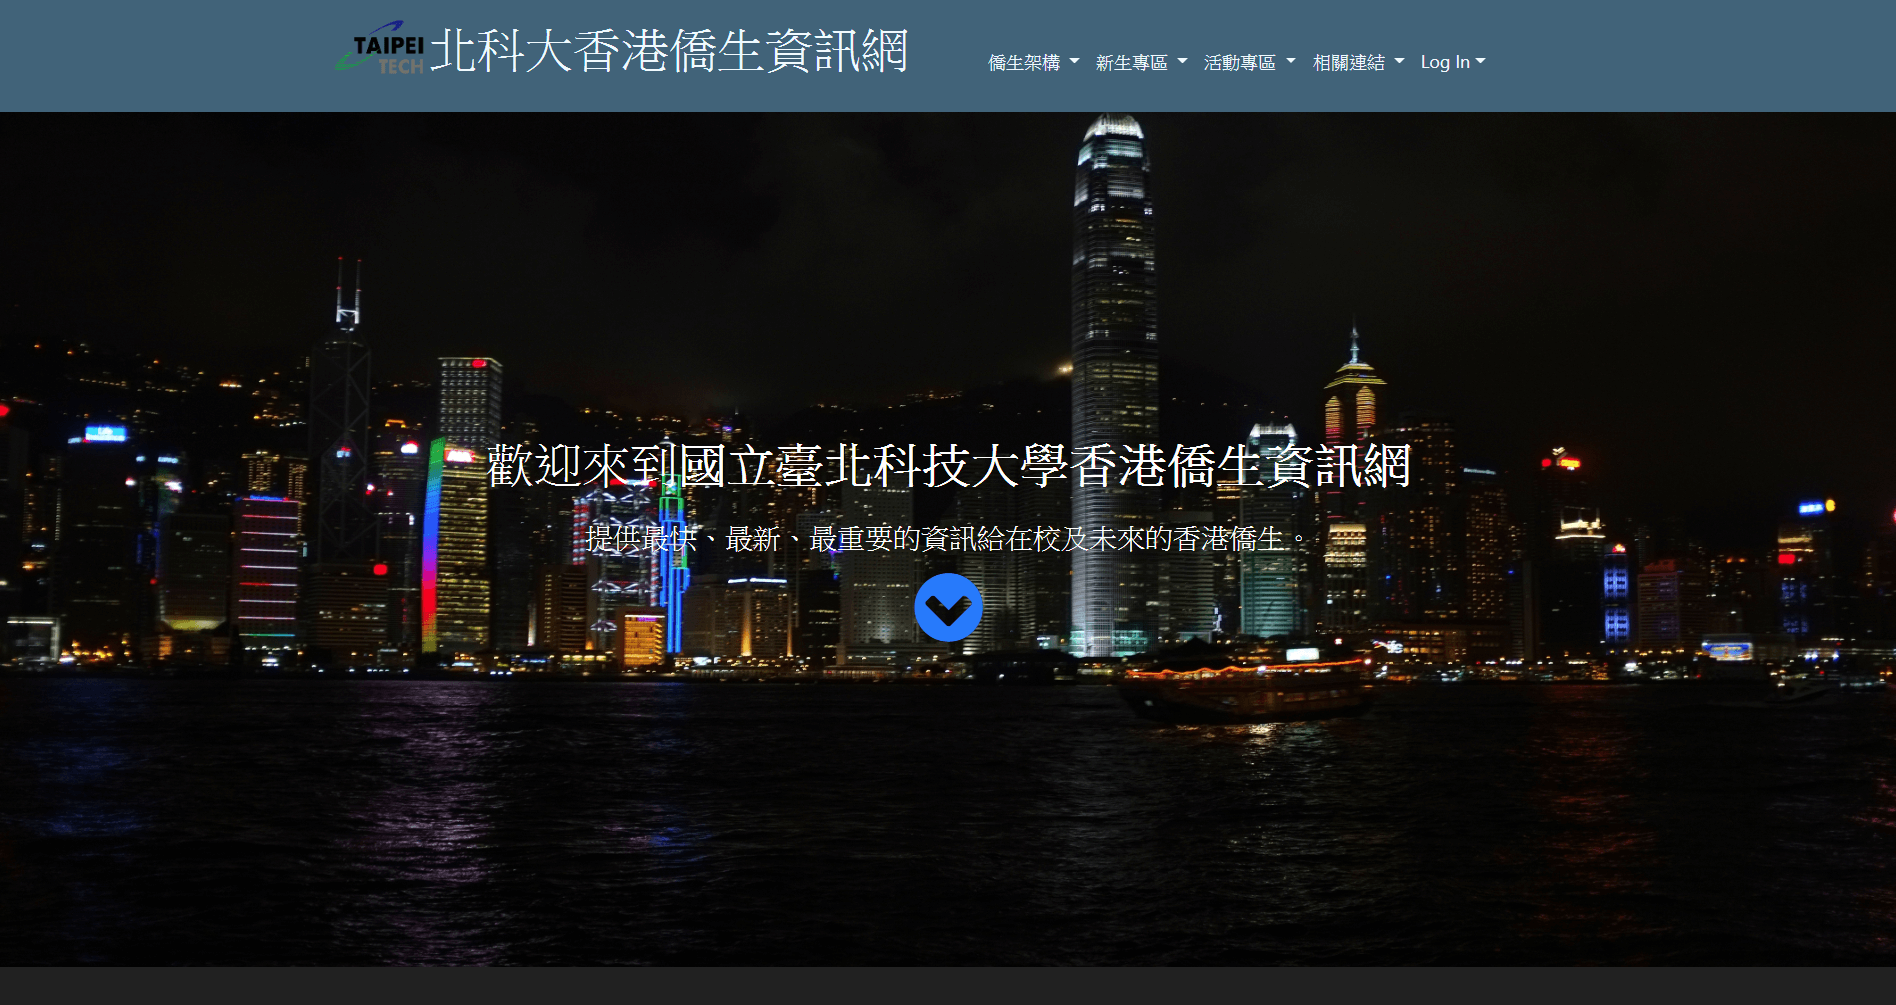 TAIPEI
TECH
北科大香港僑生資訊網
僑生架構
新生專區
活動專區
相關連結
Log In
歡迎來到國立臺北科技大學香港僑生資訊網
提供最快、最新、最重要的資訊給在校及未來的香港僑生。
AIA